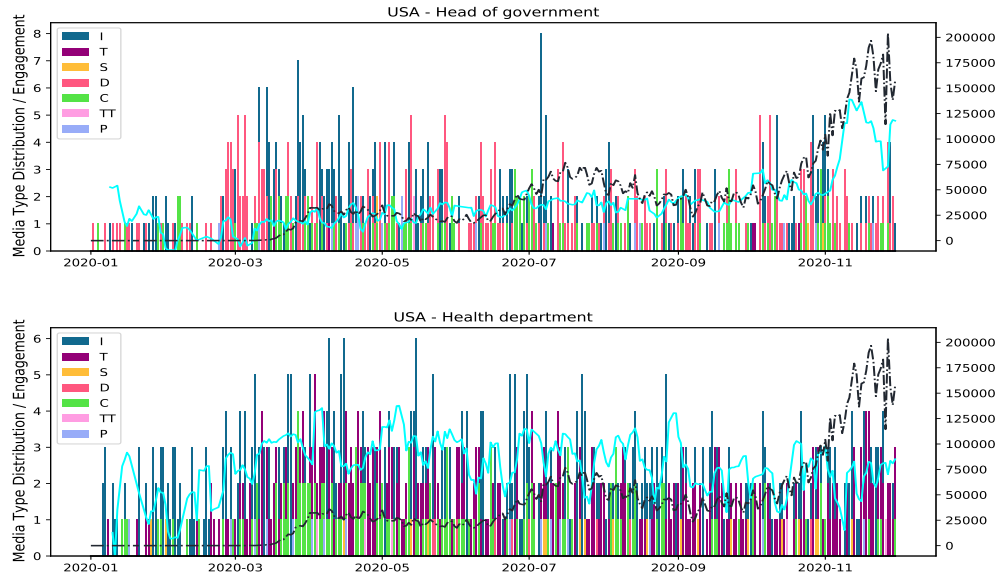 USA - Head of government
Media Type Distribution / Engagement
8
7
6
5
4
3
2
1
0
I
T
S
D
C
TT
P
200000
175000
150000
125000
100000
75000
50000
25000
0
2020-01 2020-03 2020-05 2020-07 2020-09 2020-11
USA - Health department
Media Type Distribution / Engagement
6
5
4
3
2
1
0
I
T
S
D
C
TT
P
200000
175000
150000
125000
100000
75000
50000
25000
0
2020-01 2020-03 2020-05 2020-07 2020-09 2020-11